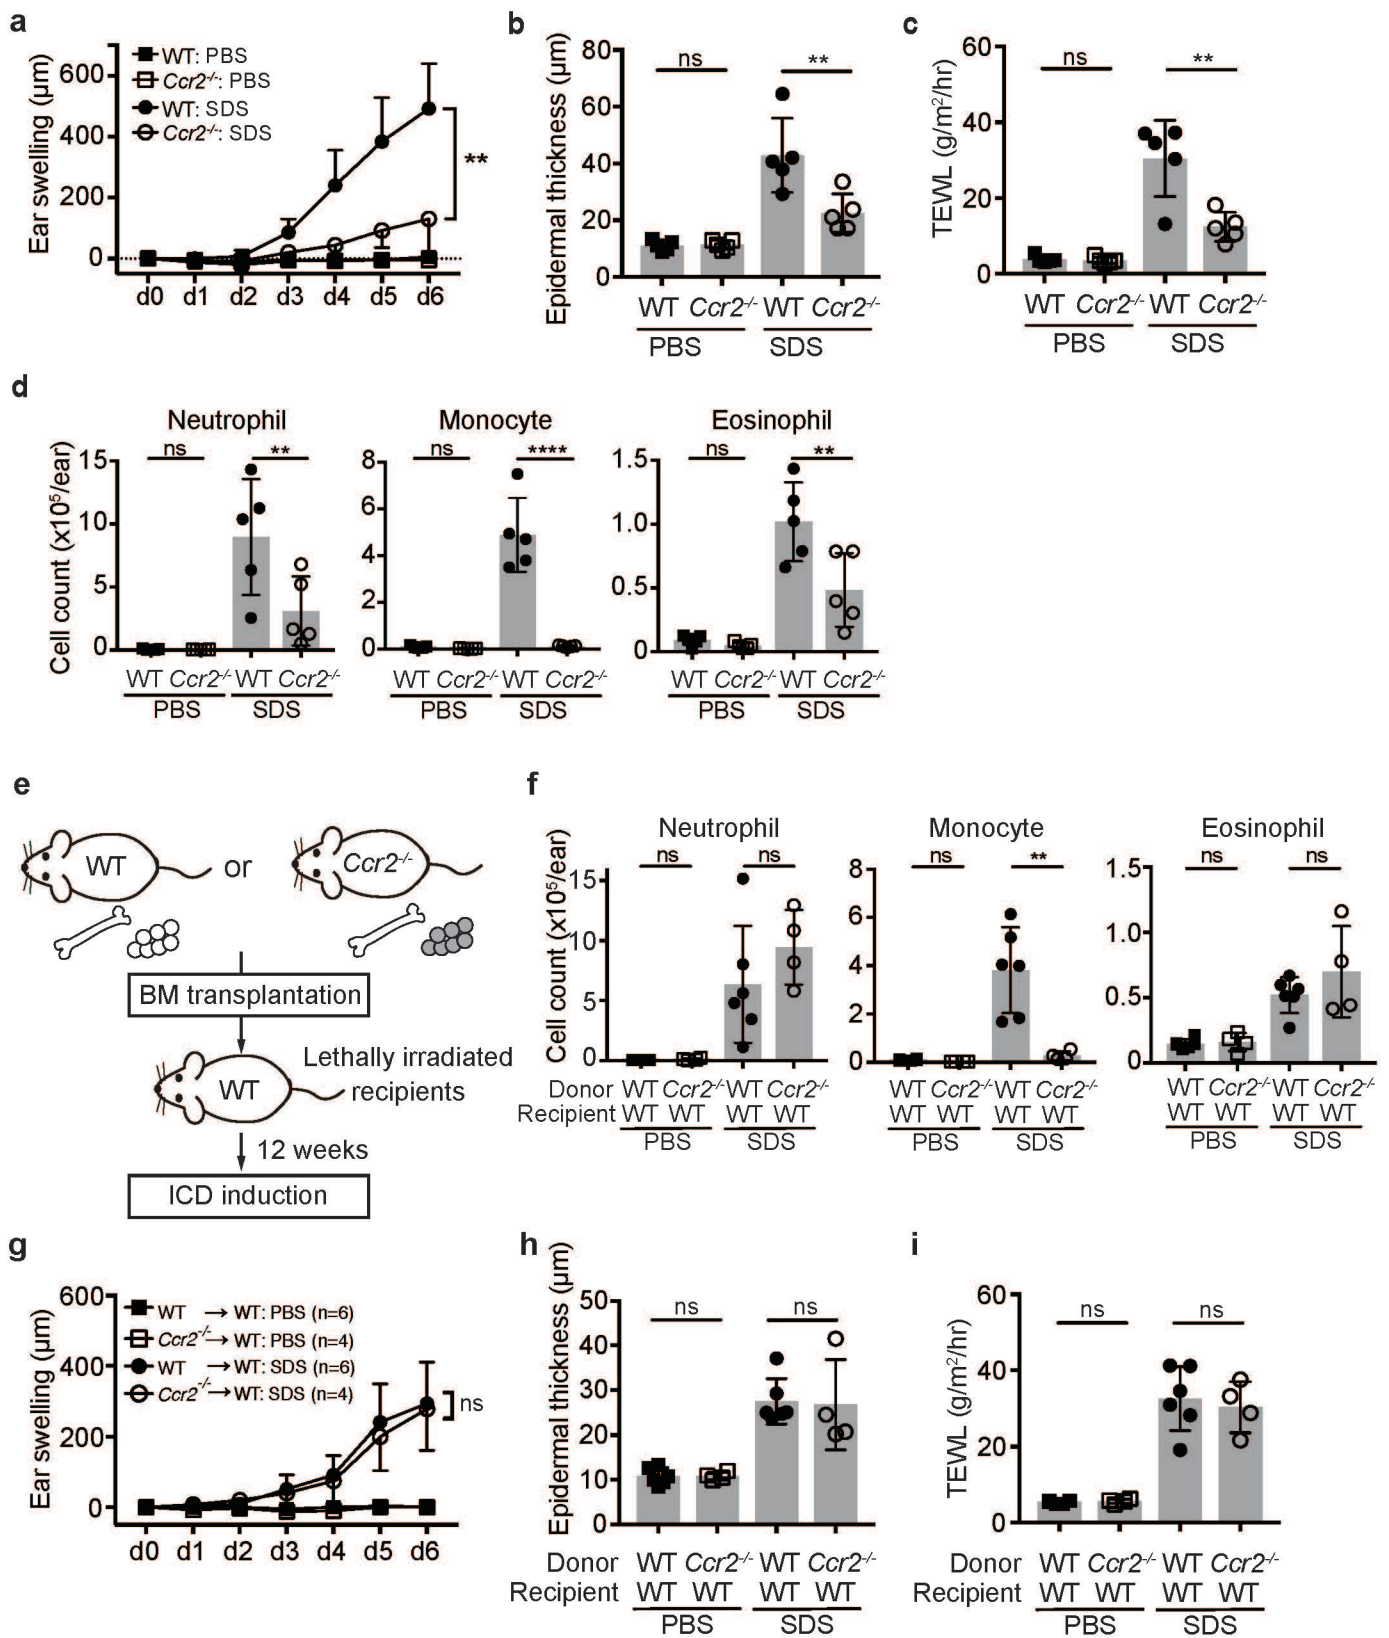 a
Ear swelling (μm)
600
400
200
0
d0 d1 d2 d3 d4 d5 d6
WT: PBS
Ccr2-/-: PBS
WT: SDS
Ccr2-/-: SDS
**
b
Epidermal thickness (μm)
80
60
40
20
0
ns **
WT Ccr2-/- WT Ccr2-/-
PBS SDS
c
TEWL (g/m2/hr)
60
40
20
0
ns **
WT Ccr2-/- WT Ccr2-/-
PBS SDS
d
Cell count (x10⁵/ear)
Neutrophil
ns **
15
10
5
0
WT Ccr2-/- WT Ccr2-/-
PBS SDS
Monocyte
ns ****
8
6
4
2
0
WT Ccr2-/- WT Ccr2-/-
PBS SDS
Eosinophil
ns **
1.5
1.0
0.5
0
WT Ccr2-/- WT Ccr2-/-
PBS SDS
e
WT or Ccr2-/-
BM transplantation
WT
Lethally irradiated
recipients
12 weeks
ICD induction
f
Cell count (x10⁵/ear)
Neutrophil
ns ns
15
10
5
0
Donor WT Ccr2-/- WT Ccr2-/-
Recipient WT WT WT WT
PBS SDS
Monocyte
ns **
8
6
4
2
0
WT Ccr2-/- WT Ccr2-/-
WT WT WT WT
PBS SDS
Eosinophil
ns ns
1.5
1.0
0.5
0
WT Ccr2-/- WT Ccr2-/-
WT WT WT WT
PBS SDS
g
Ear swelling (μm)
600
400
200
0
d0 d1 d2 d3 d4 d5 d6
WT → WT: PBS (n=6)
Ccr2-/- → WT: PBS (n=4)
WT → WT: SDS (n=6)
Ccr2-/- → WT: SDS (n=4)
ns
h
Epidermal thickness (μm)
50
40
30
20
10
0
ns ns
Donor WT Ccr2-/- WT Ccr2-/-
Recipient WT WT WT WT
PBS SDS
i
TEWL (g/m2/hr)
60
40
20
0
ns ns
Donor WT Ccr2-/- WT Ccr2-/-
Recipient WT WT WT WT
PBS SDS